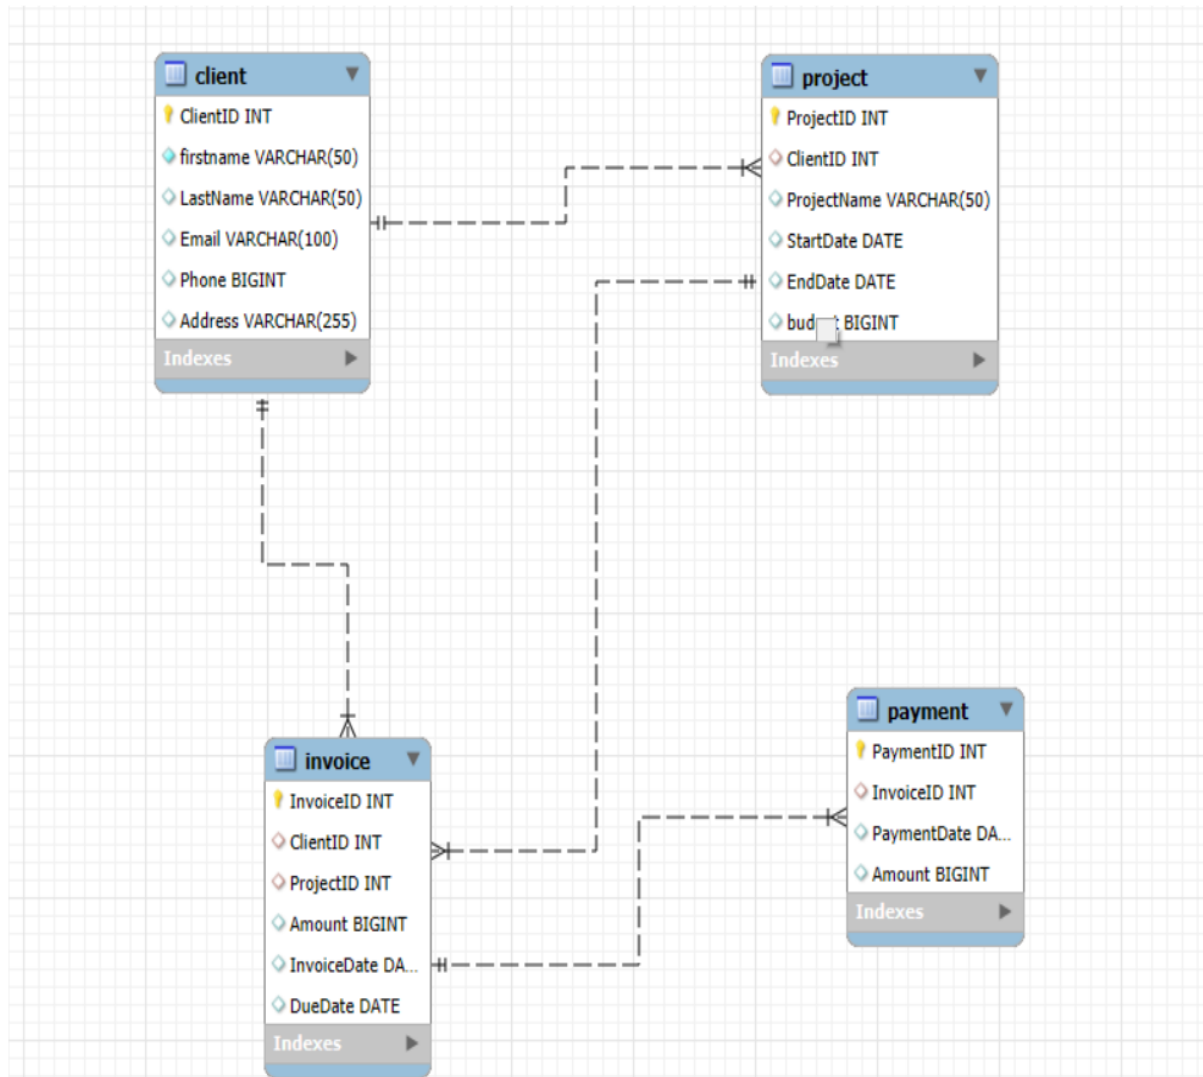 client
ClientID INT
firstname VARCHAR(50)
LastName VARCHAR(50)
Email VARCHAR(100)
Phone BIGINT
Address VARCHAR(255)
Indexes
project
ProjectID INT
ClientID INT
ProjectName VARCHAR(50)
StartDate DATE
EndDate DATE
BIGINT
Indexes
invoice
InvoiceID INT
ClientID INT
ProjectID INT
Amount BIGINT
InvoiceDate DA...
DueDate DATE
Indexes
payment
PaymentID INT
InvoiceID INT
PaymentDate DA...
Amount BIGINT
Indexes